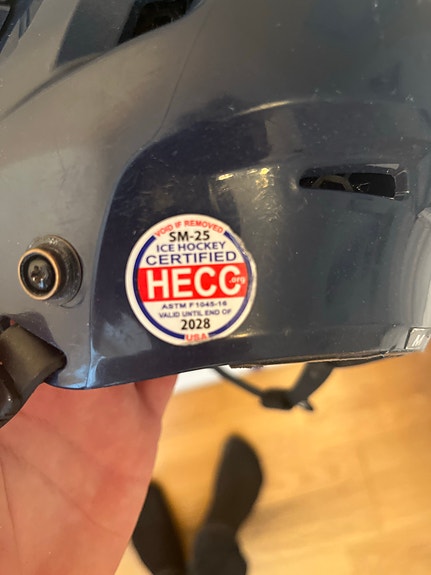 VOID IF REMOVED
SM-25
ICE HOCKEY
CERTIFIED
HECC.org
ASTM F1045-16
VALID UNTIL END OF
2028
USA
M